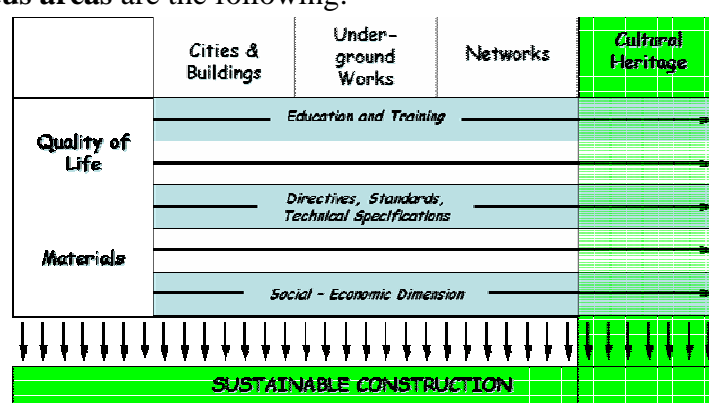 us areas are the following:
Cities &
Buildings
Under-
ground
Works
Networks
Cultural
Heritage
Education and Training
Quality of
Life
Directives, Standards,
Technical Specifications
Materials
Social - Economic Dimension
SUSTAINABLE CONSTRUCTION